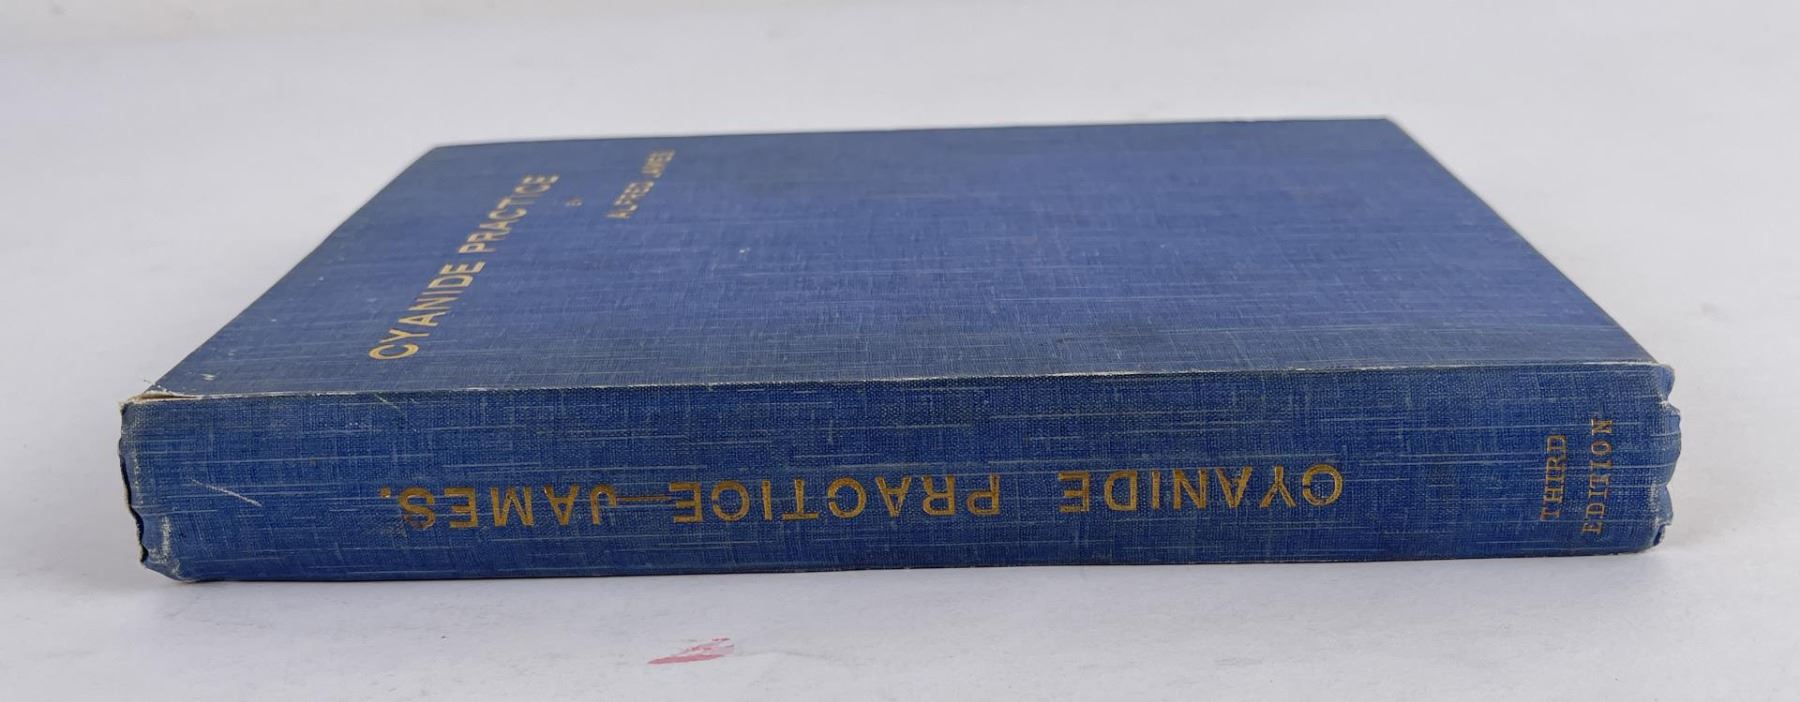 CYANIDE PRACTICE
BY
ALFRED JAMES
CYANIDE PRACTICE—JAMES.
THIRD
EDITION